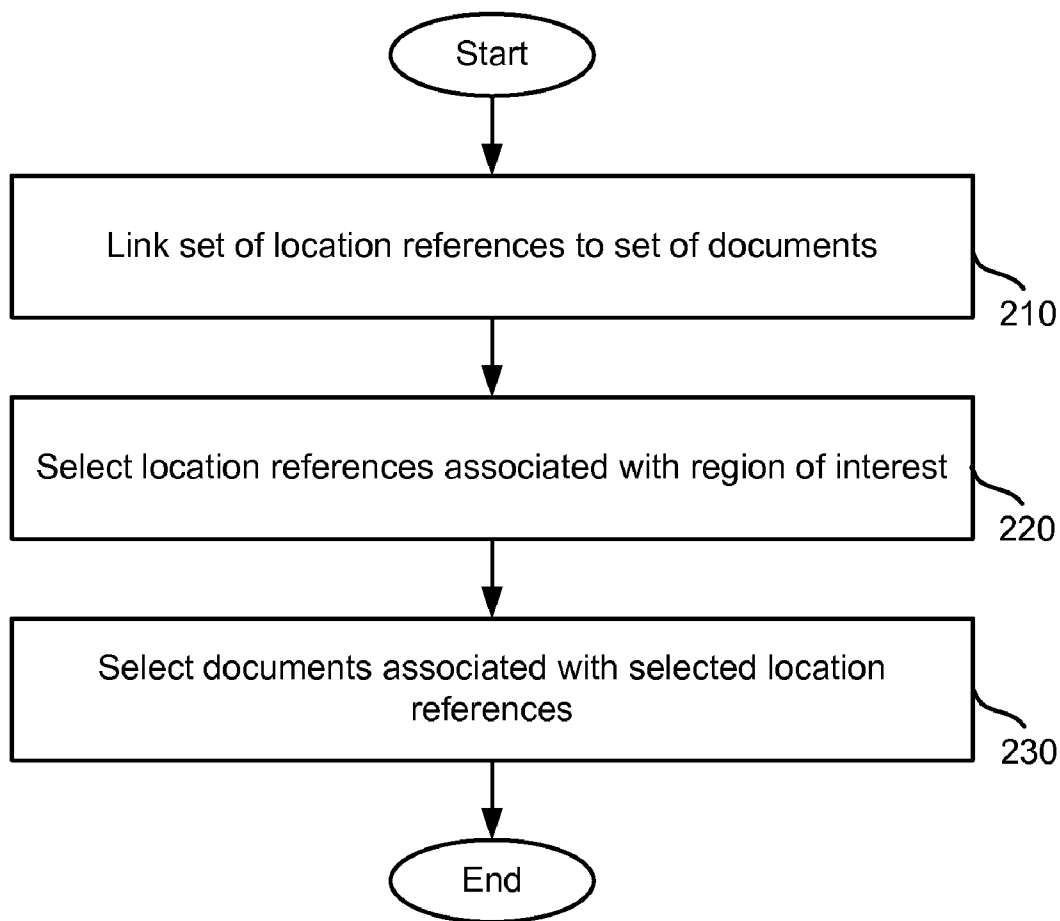 Start
Link set of location references to set of documents
210
Select location references associated with region of interest
220
Select documents associated with selected location
references
230
End